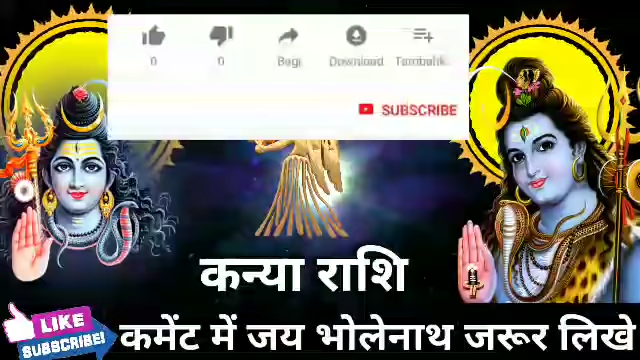 0 0 Bagi Download Tambahk
SUBSCRIBE
कन्या राशि
LIKE
SUBSCRIBE!
कमेंट में जय भोलेनाथ जरूर लिखे